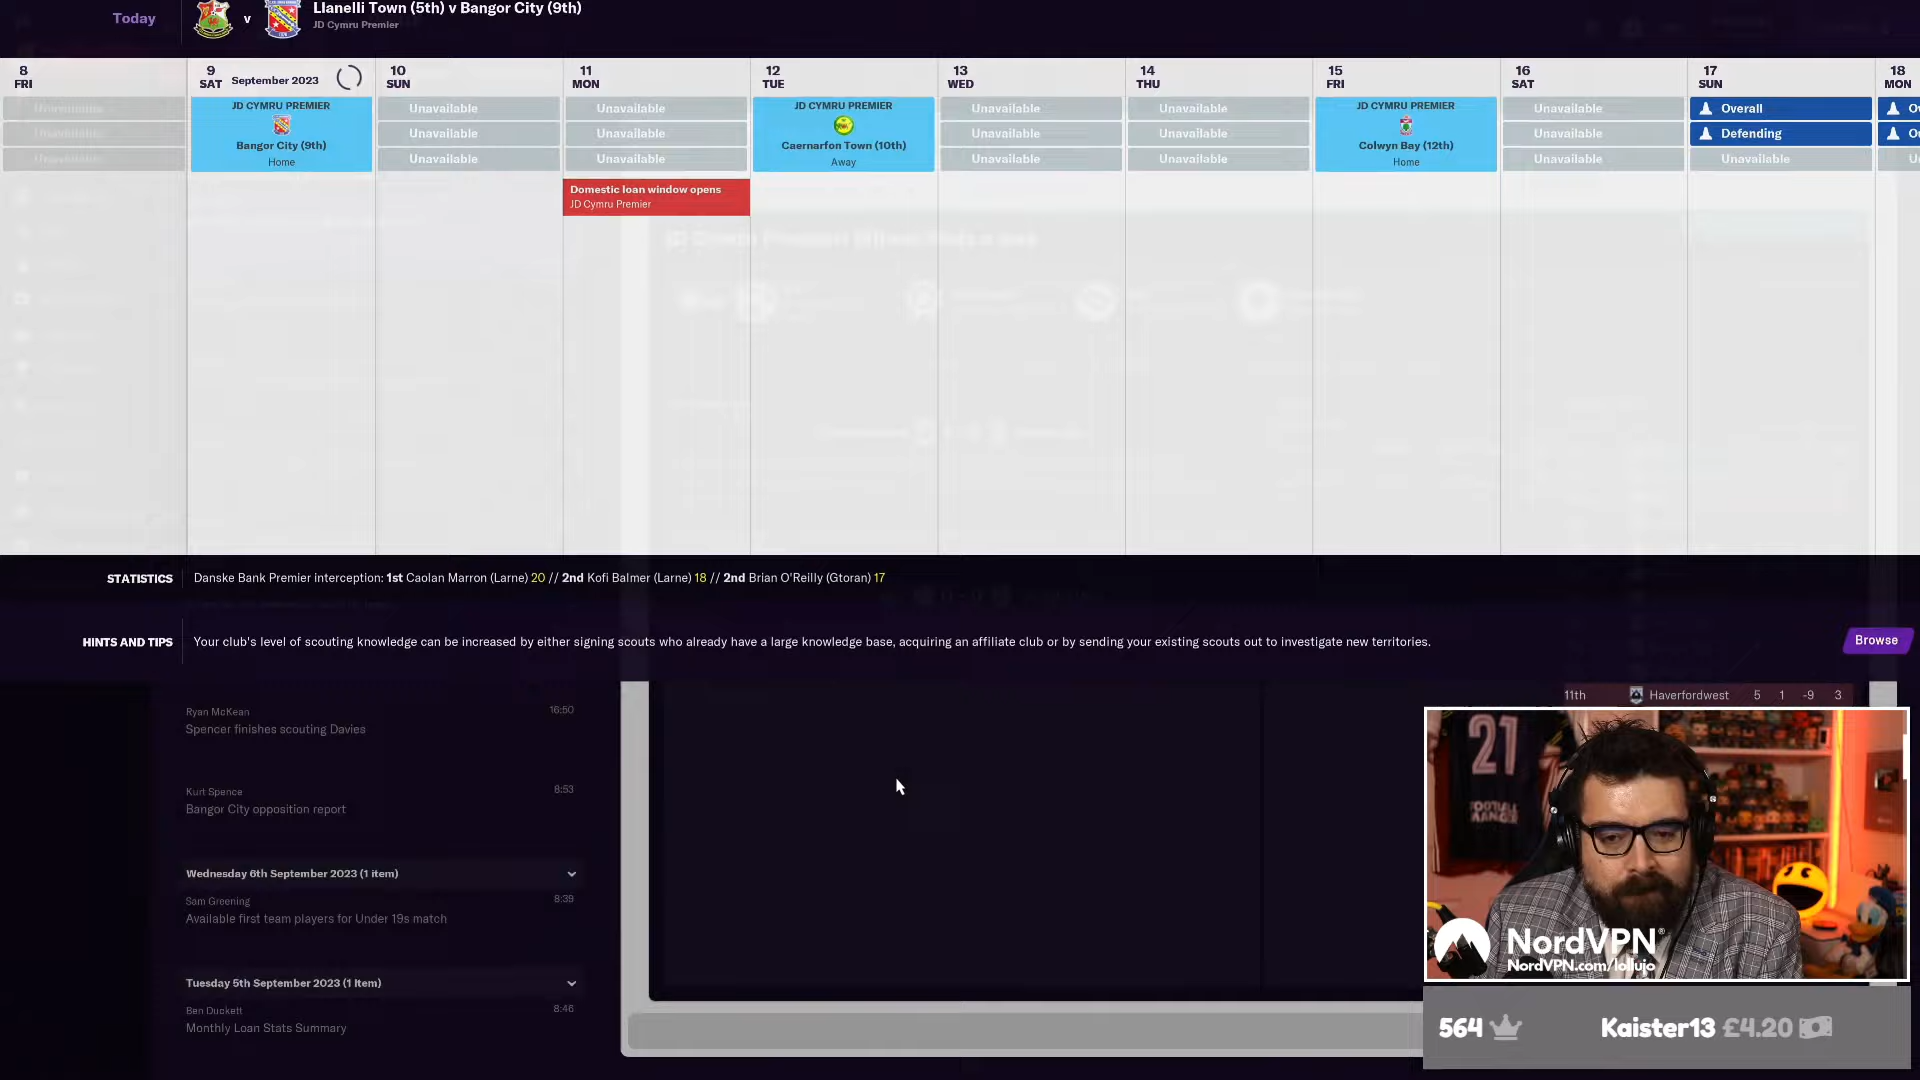 Today
v
Llanelli Town (5th) v Bangor City (9th)
JD Cymru Premier
8
FRI
9
SAT
September 2023
10
SUN
11
MON
12
TUE
13
WED
14
THU
15
FRI
16
SAT
17
SUN
18
MON
Unavailable
Unavailable
Unavailable
JD CYMRU PREMIER
Bangor City (9th)
Home
Unavailable
Unavailable
Unavailable
Unavailable
Unavailable
Unavailable
Domestic loan window opens
JD Cymru Premier
JD CYMRU PREMIER
Caernarfon Town (10th)
Away
Unavailable
Unavailable
Unavailable
Unavailable
Unavailable
Unavailable
JD CYMRU PREMIER
Colwyn Bay (12th)
Home
Unavailable
Unavailable
Unavailable
Overall
Defending
Unavailable
STATISTICS
Danske Bank Premier interception: 1st Caolan Marron (Larne) 20 // 2nd Kofi Balmer (Larne) 18 // 2nd Brian O'Reilly (Gtoran) 17
HINTS AND TIPS
Your club's level of scouting knowledge can be increased by either signing scouts who already have a large knowledge base, acquiring an affiliate club or by sending your existing scouts out to investigate new territories.
Browse
11th Haverfordwest 5 1 -9 3
Ryan McKean 16:50
Spencer finishes scouting Davies
Kurt Spence 8:53
Bangor City opposition report
Wednesday 6th September 2023 (1 item)
Sam Greening 8:39
Available first team players for Under 19s match
Tuesday 5th September 2023 (1 item)
Ben Duckett 8:46
Monthly Loan Stats Summary
21
NordVPN®
NordVPN.com/lollujo
564
Kaister13 £4.20